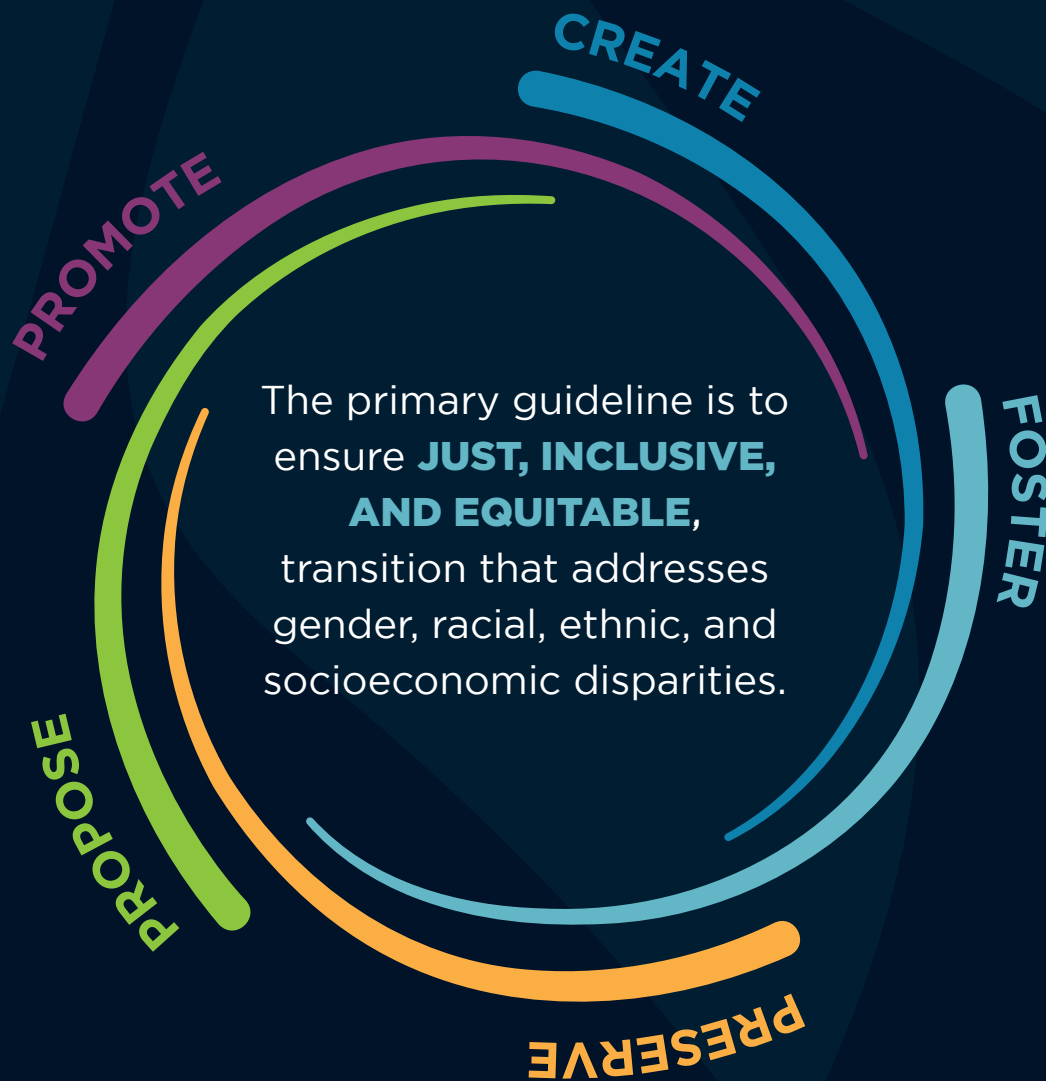 CREATE
PROMOTE
The primary guideline is to
ensure JUST, INCLUSIVE,
AND EQUITABLE,
transition that addresses
gender, racial, ethnic, and
socioeconomic disparities.
FOSTER
PROPOSE
PRESERVE